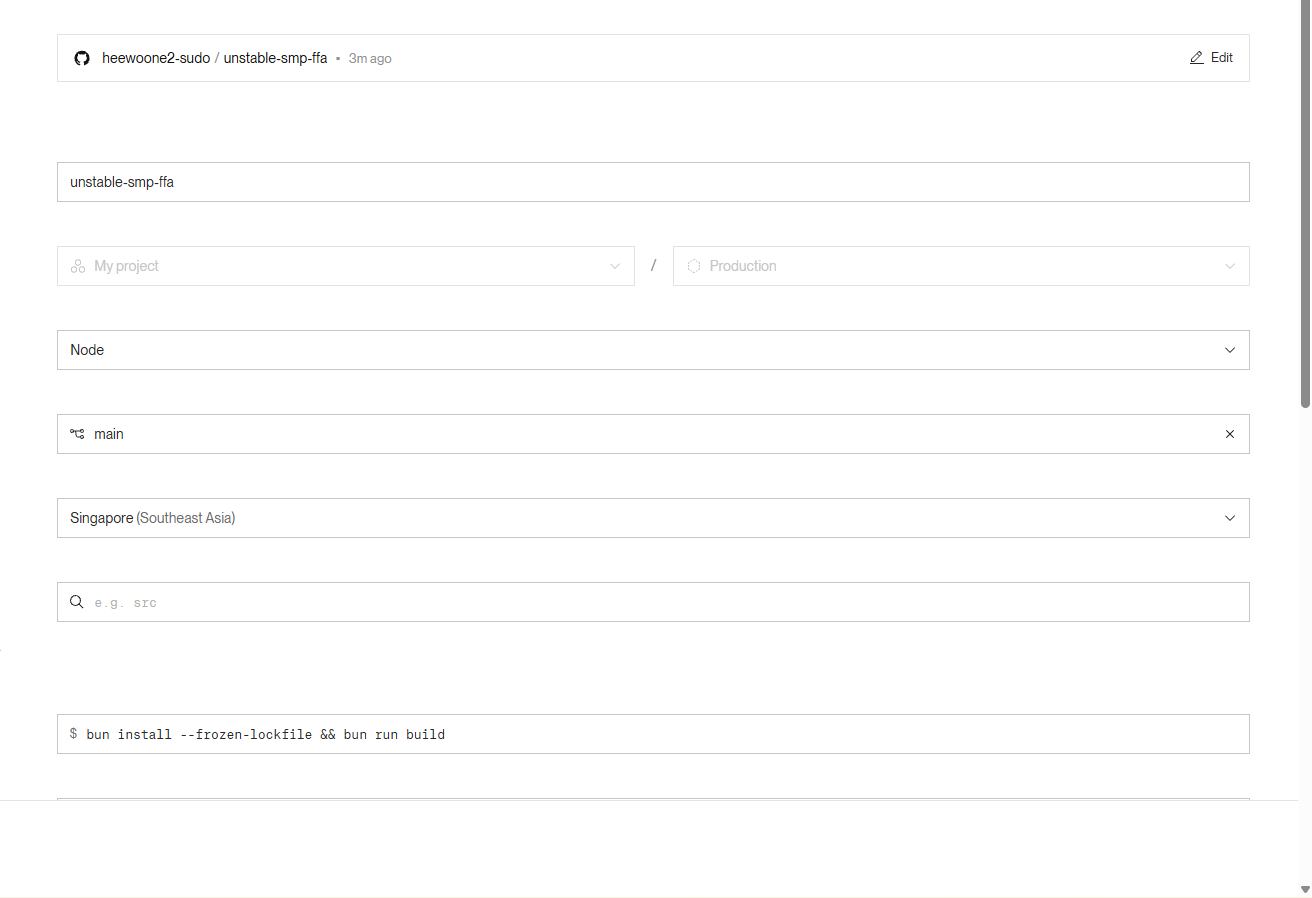 heewoone2-sudo / unstable-smp-ffa • 3m ago Edit
unstable-smp-ffa
My project / Production
Node
main
Singapore (Southeast Asia)
e.g. src
$ bun install --frozen-lockfile && bun run build